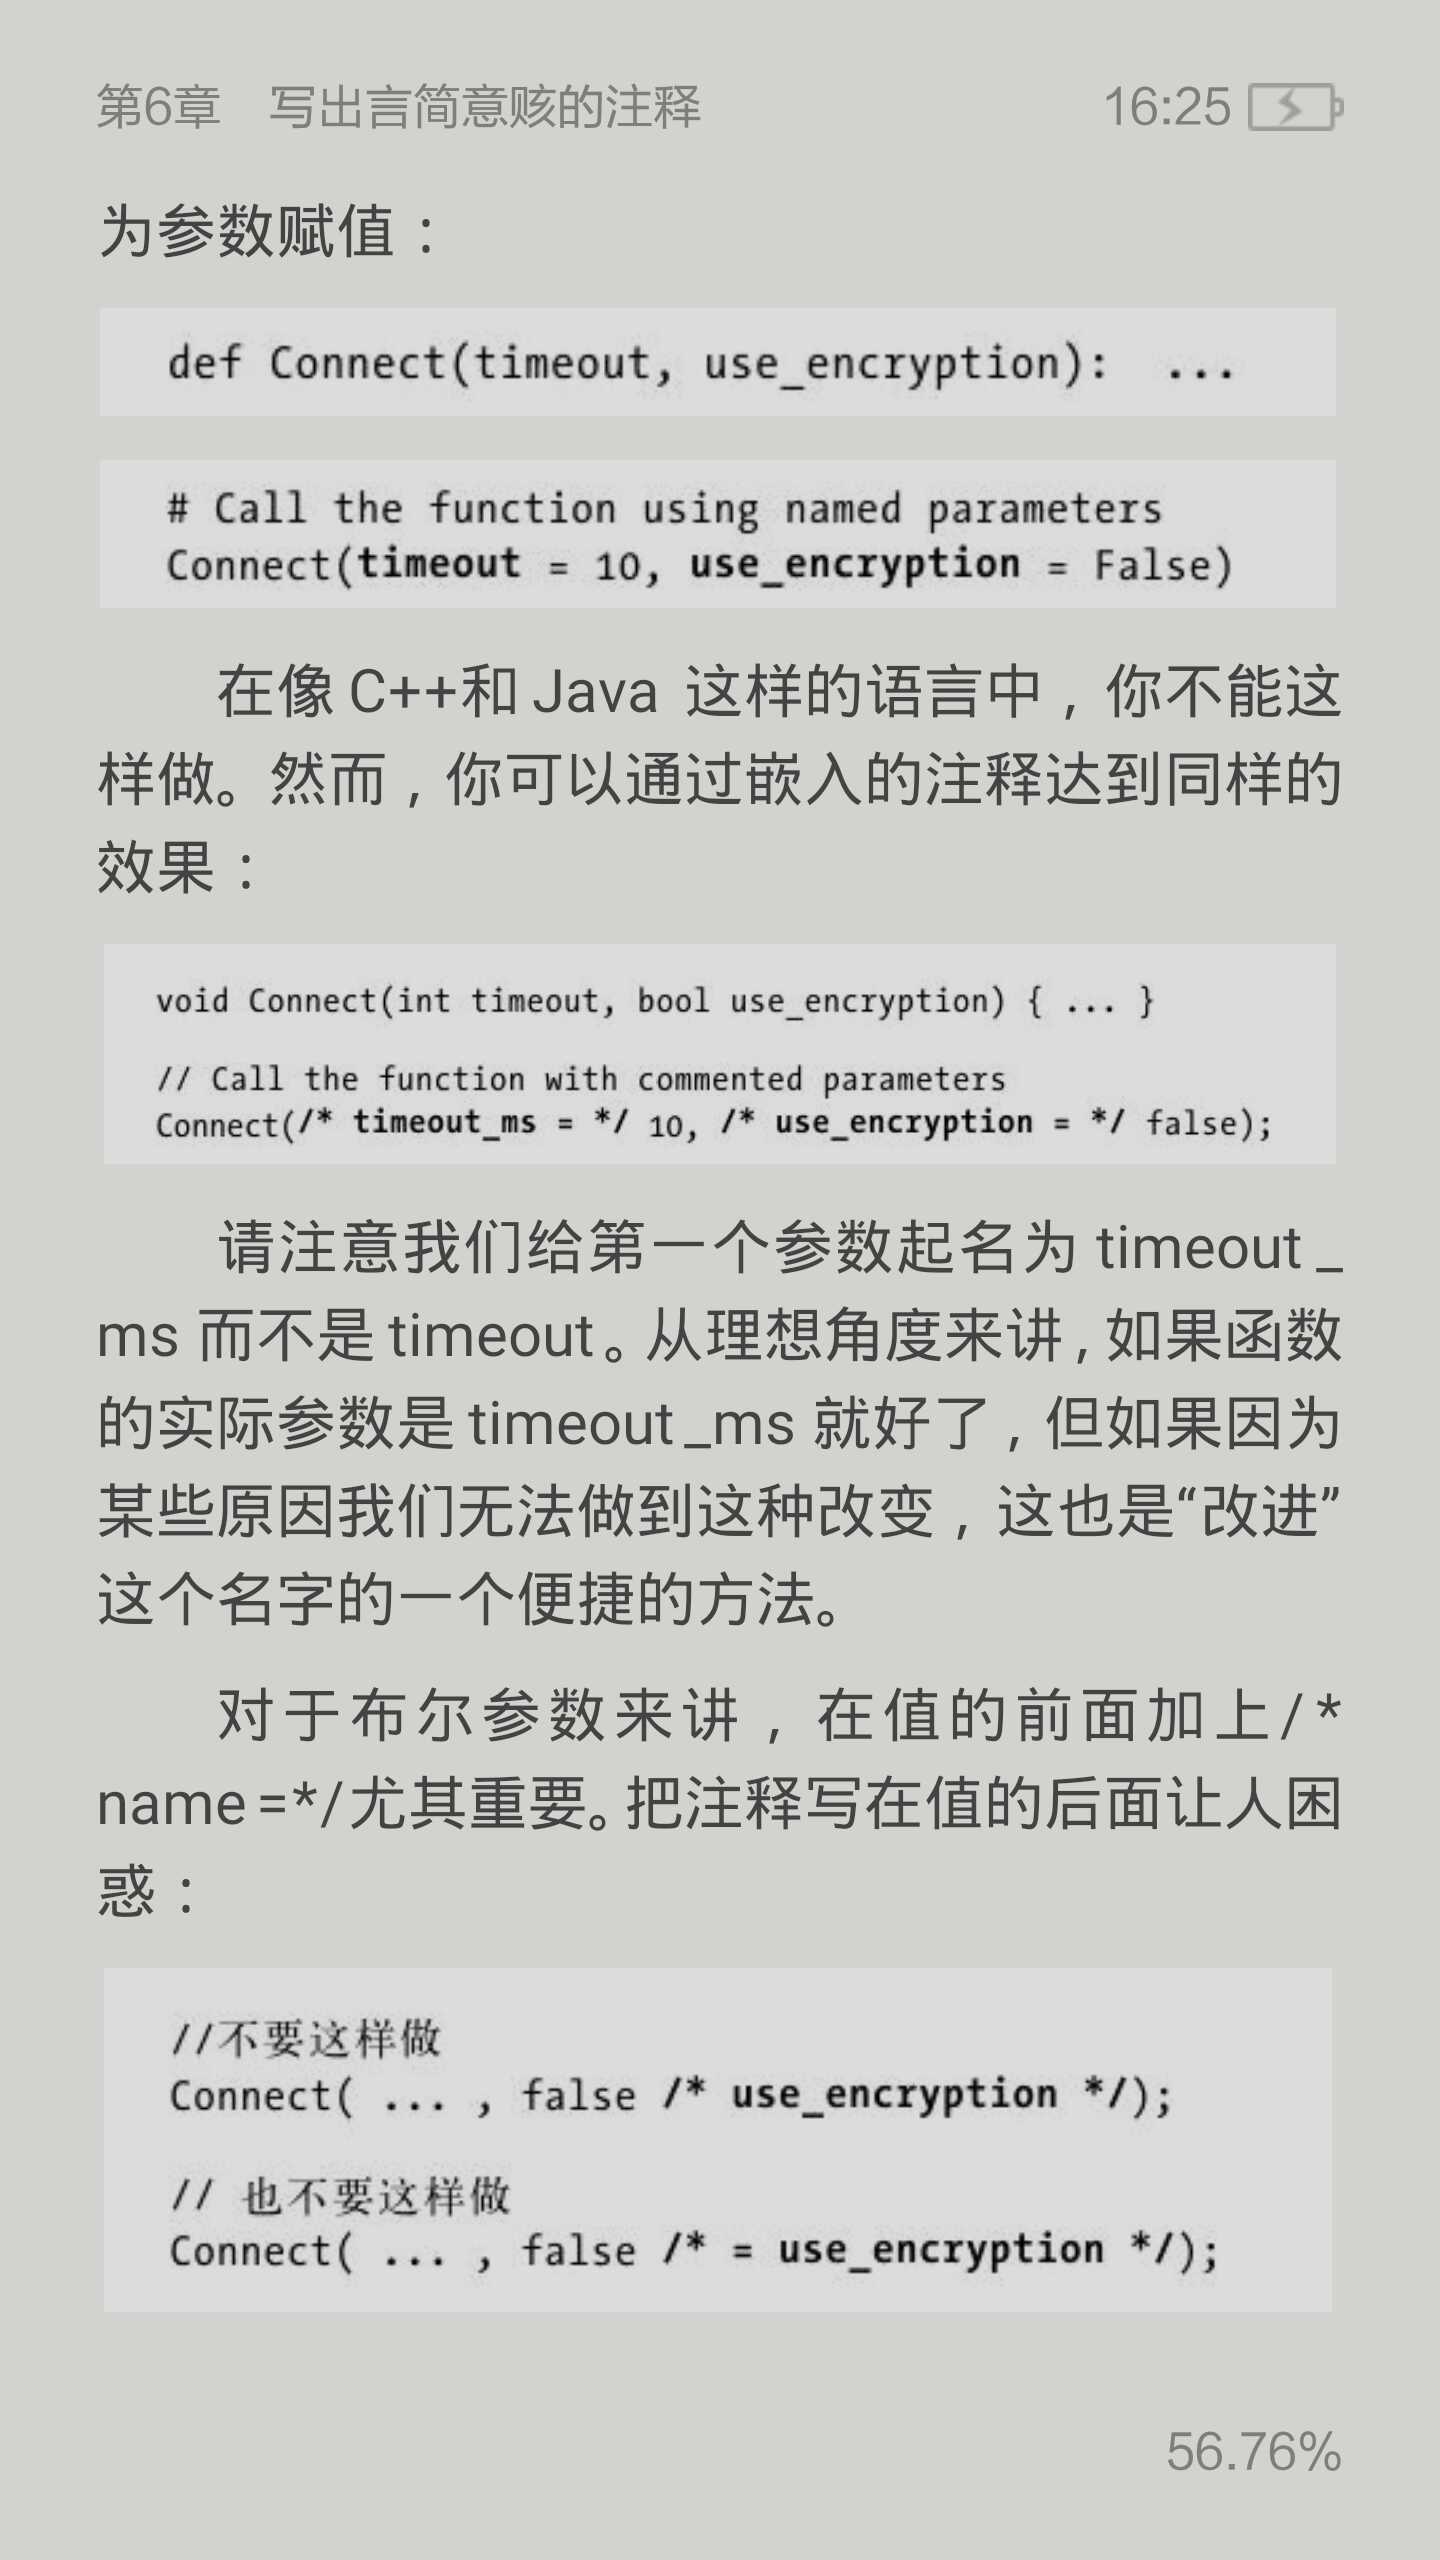 第6章　写出言简意赅的注释
16:25
为参数赋值：
def Connect(timeout, use_encryption):  ...
# Call the function using named parameters
Connect(timeout = 10, use_encryption = False)
在像 C++和 Java 这样的语言中，你不能这
样做。然而，你可以通过嵌入的注释达到同样的
效果：
void Connect(int timeout, bool use_encryption) { ... }
// Call the function with commented parameters
Connect(/* timeout_ms = */ 10, /* use_encryption = */ false);
请注意我们给第一个参数起名为 timeout _
ms 而不是 timeout。从理想角度来讲，如果函数
的实际参数是 timeout _ms 就好了，但如果因为
某些原因我们无法做到这种改变，这也是“改进”
这个名字的一个便捷的方法。
对于布尔参数来讲，在值的前面加上/*
name =*/尤其重要。把注释写在值的后面让人困
惑：
//不要这样做
Connect( ... , false /* use_encryption */);
// 也不要这样做
Connect( ... , false /* = use_encryption */);
56.76%